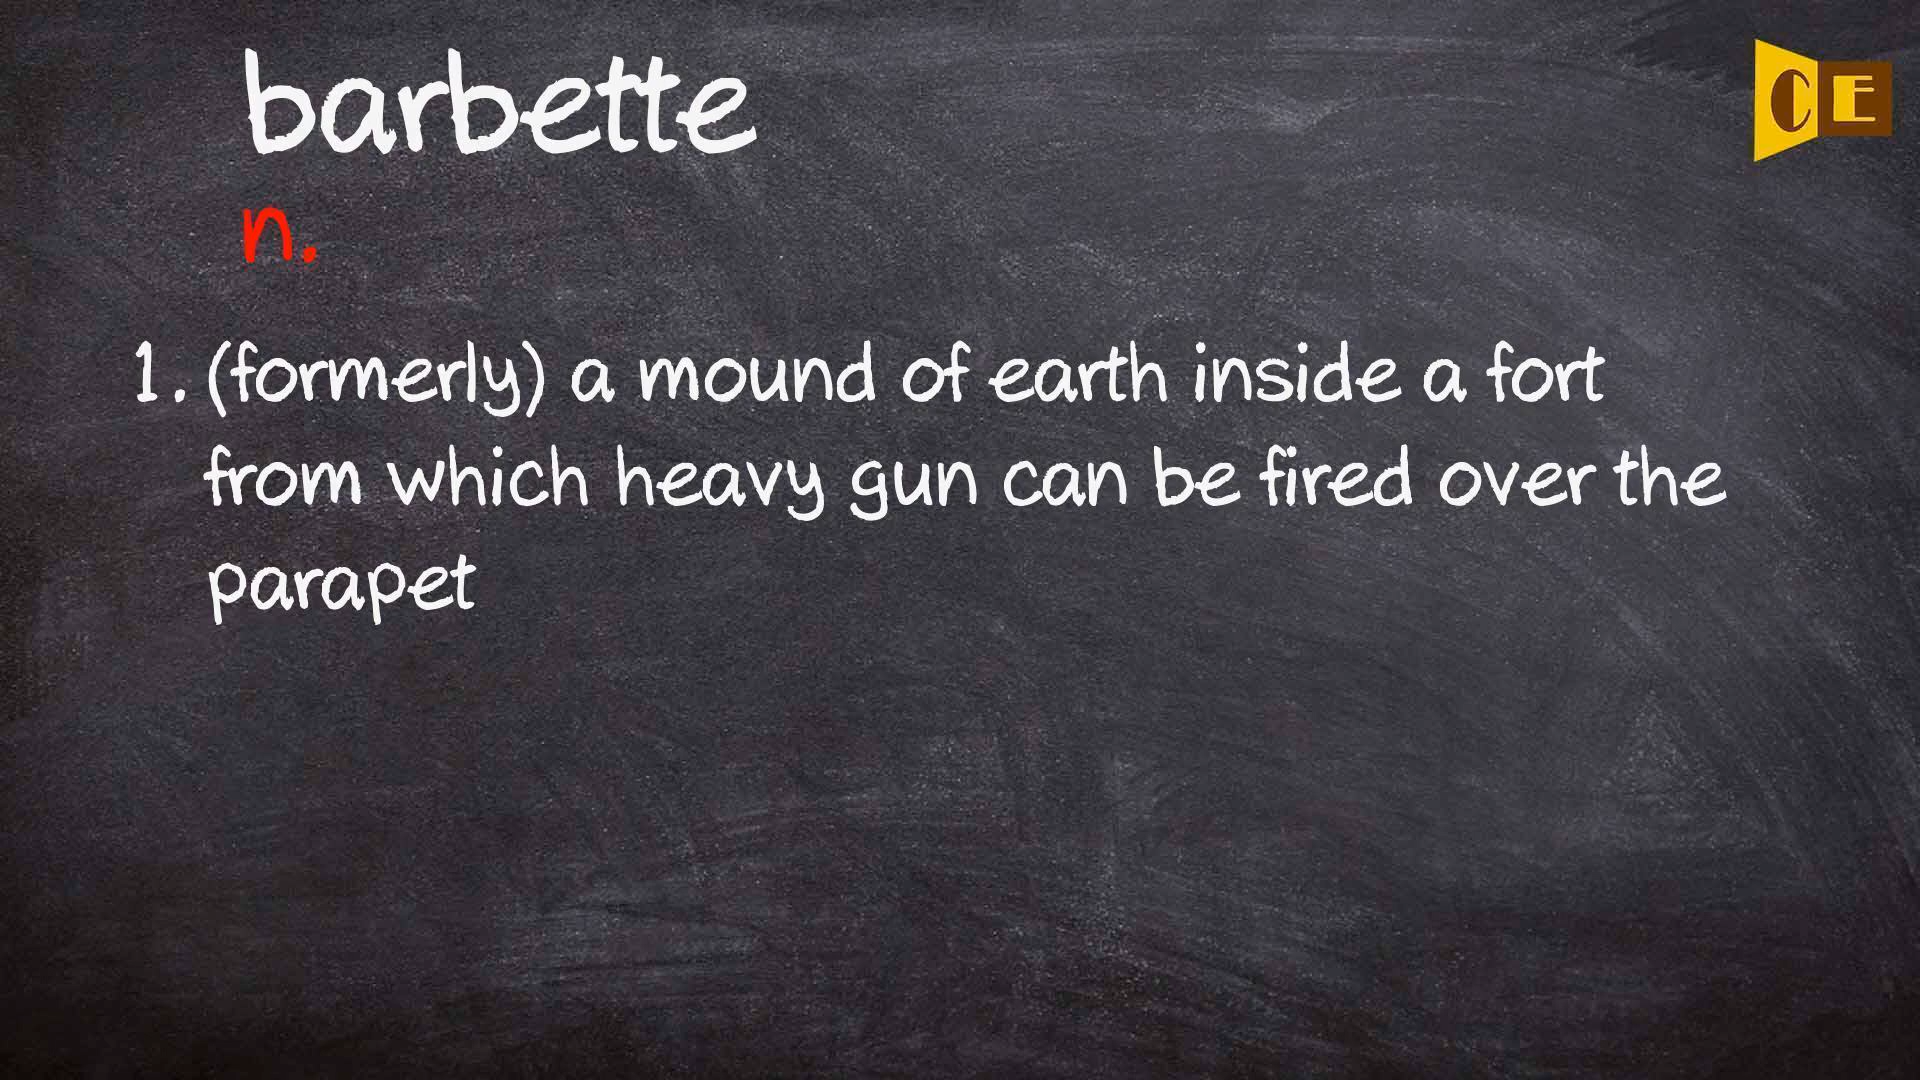 barbette
CE
n.
1. (formerly) a mound of earth inside a fort
from which heavy gun can be fired over the
parapet